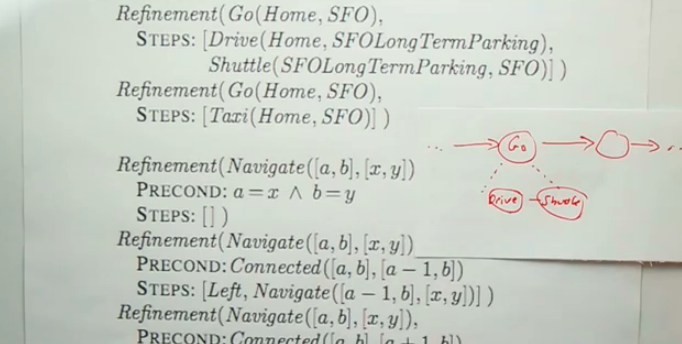 Refinement(Go(Home, SFO),
STEPS: [Drive(Home, SFOLongTermParking),
Shuttle(SFOLongTermParking, SFO)] )
Refinement(Go(Home, SFO),
STEPS: [Taxi(Home, SFO)] )
Refinement(Navigate([a, b], [x, y])
PRECOND: a = x ∧ b = y
STEPS: [] )
Refinement(Navigate([a, b], [x, y])
PRECOND: Connected([a, b], [a − 1, b])
STEPS: [Left, Navigate([a − 1, b], [x, y])] )
Refinement(Navigate([a, b], [x, y]),
PRECOND: Connected([a, b], [a + 1, b])
Go
Drive Shuttle